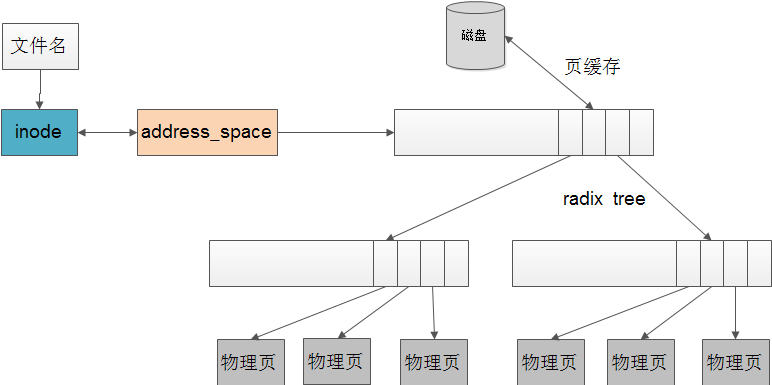 文件名
磁盘
页缓存
inode
address_space
radix tree
物理页
物理页
物理页
物理页
物理页
物理页